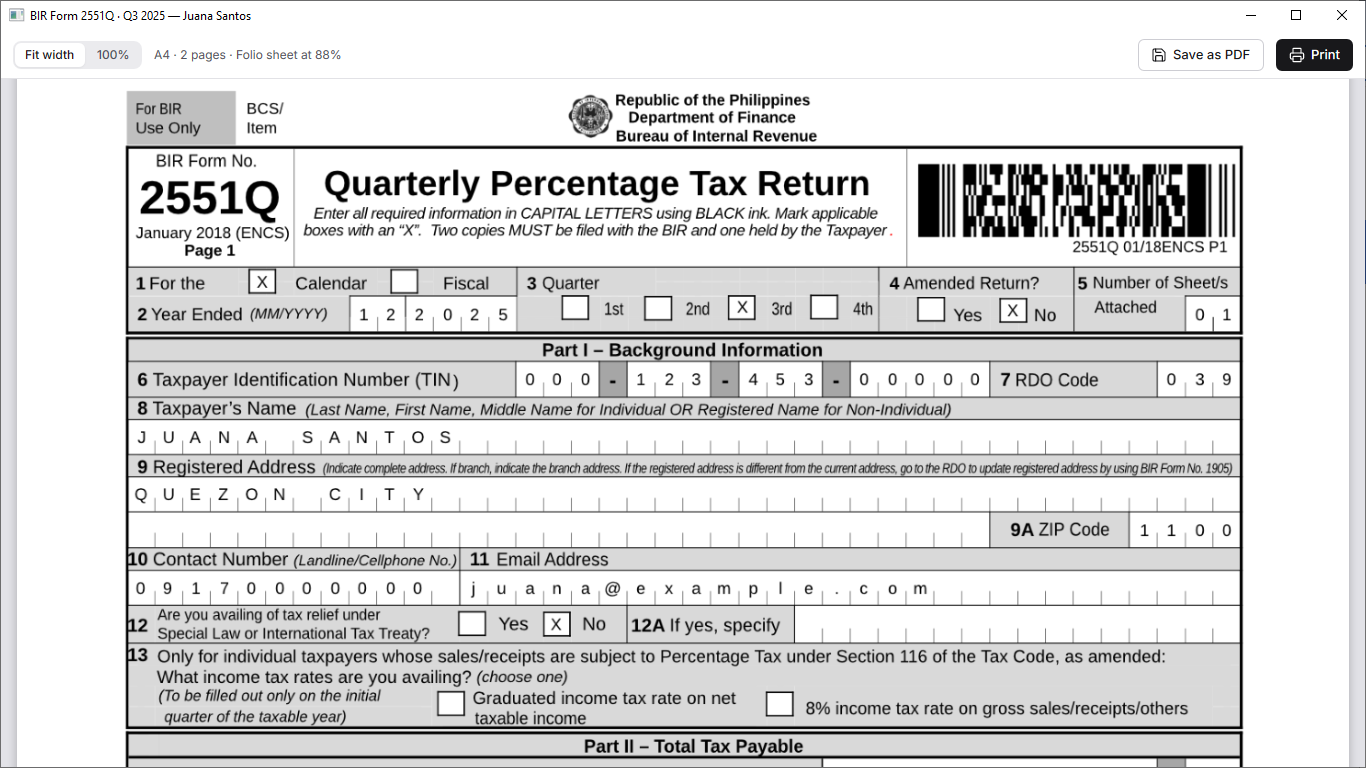 BIR Form 2551Q · Q3 2025 — Juana Santos
Fit width 100% A4 · 2 pages · Folio sheet at 88% Save as PDF Print
For BIR Use Only
BCS/ Item
Republic of the Philippines
Department of Finance
Bureau of Internal Revenue
BIR Form No.
2551Q
January 2018 (ENCS)
Page 1
Quarterly Percentage Tax Return
Enter all required information in CAPITAL LETTERS using BLACK ink. Mark applicable
boxes with an “X”. Two copies MUST be filed with the BIR and one held by the Taxpayer.
2551Q 01/18ENCS P1
1 For the X Calendar Fiscal
2 Year Ended (MM/YYYY) 1 2 2 0 2 5
3 Quarter
1st 2nd X 3rd 4th
4 Amended Return?
Yes X No
5 Number of Sheet/s
Attached 0 1
Part I – Background Information
6 Taxpayer Identification Number (TIN) 0 0 0 - 1 2 3 - 4 5 3 - 0 0 0 0 0 7 RDO Code 0 3 9
8 Taxpayer’s Name (Last Name, First Name, Middle Name for Individual OR Registered Name for Non-Individual)
J U A N A S A N T O S
9 Registered Address (Indicate complete address. If branch, indicate the branch address. If the registered address is different from the current address, go to the RDO to update registered address by using BIR Form No. 1905)
Q U E Z O N C I T Y
9A ZIP Code 1 1 0 0
10 Contact Number (Landline/Cellphone No.) 11 Email Address
0 9 1 7 0 0 0 0 0 0 0 j u a n a @ e x a m p l e . c o m
12 Are you availing of tax relief under
Special Law or International Tax Treaty? Yes X No 12A If yes, specify
13 Only for individual taxpayers whose sales/receipts are subject to Percentage Tax under Section 116 of the Tax Code, as amended:
What income tax rates are you availing? (choose one)
(To be filled out only on the initial
quarter of the taxable year)
Graduated income tax rate on net
taxable income
8% income tax rate on gross sales/receipts/others
Part II – Total Tax Payable